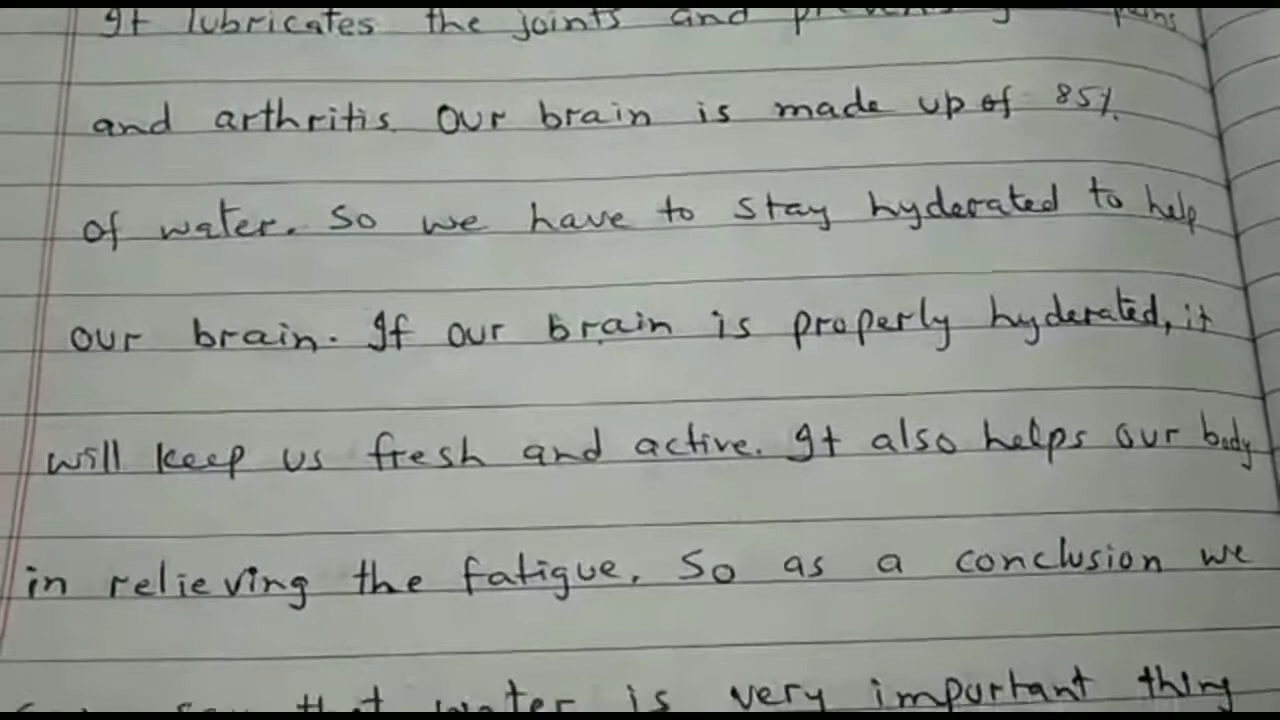 It lubricates the joints and
and arthritis. Our brain is made up of 85%
of water. So we have to stay hyderated to help
our brain. If our brain is properly hyderated, it
will keep us fresh and active. It also helps our body
in relieving the fatigue. So as a conclusion we
say that water is very important thing